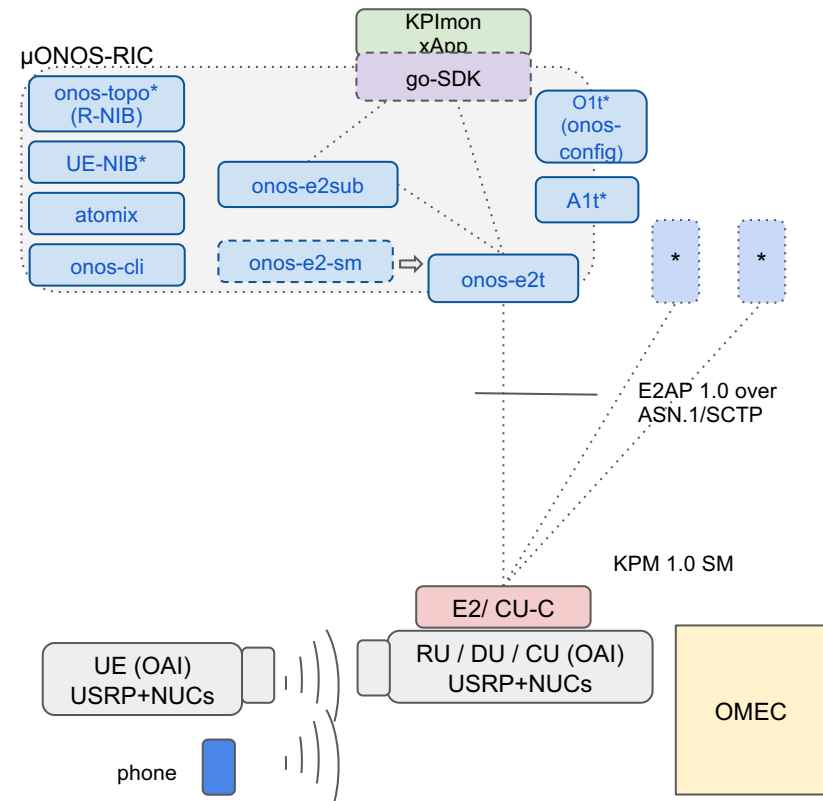 KPImon
xApp
µONOS-RIC
go-SDK
onos-topo*
(R-NIB)
O1t*
(onos-
config)
UE-NIB*
onos-e2sub
A1t*
atomix
onos-cli
onos-e2-sm
onos-e2t
*
*
E2AP 1.0 over
ASN.1/SCTP
KPM 1.0 SM
E2/ CU-C
UE (OAI)
USRP+NUCs
RU / DU / CU (OAI)
USRP+NUCs
OMEC
phone